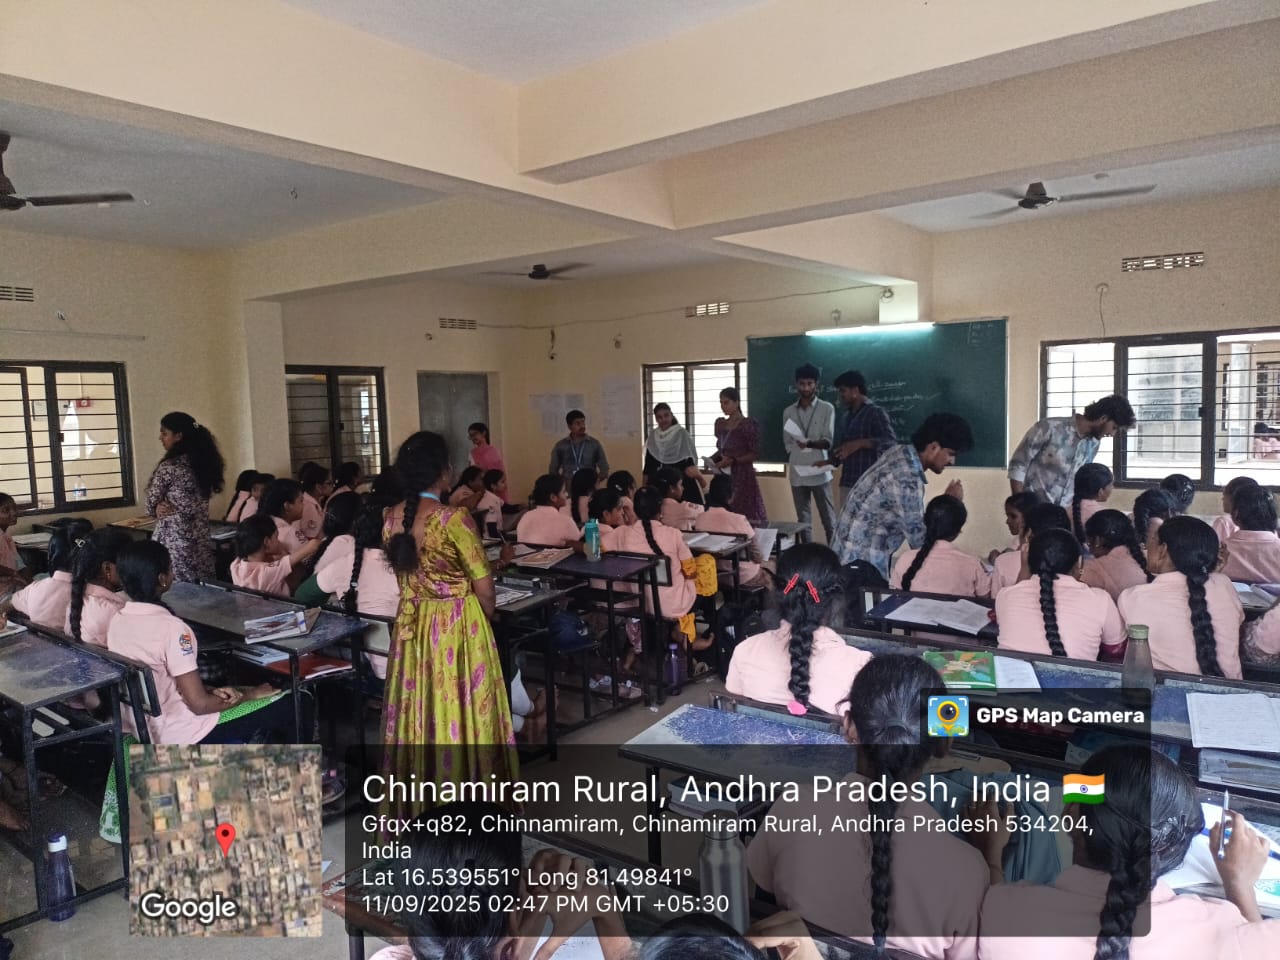 GPS Map Camera
Chinamiram Rural, Andhra Pradesh, India
Gfqx+q82, Chinnamiram, Chinamiram Rural, Andhra Pradesh 534204,
India
Lat 16.539551° Long 81.49841°
11/09/2025 02:47 PM GMT +05:30
Google